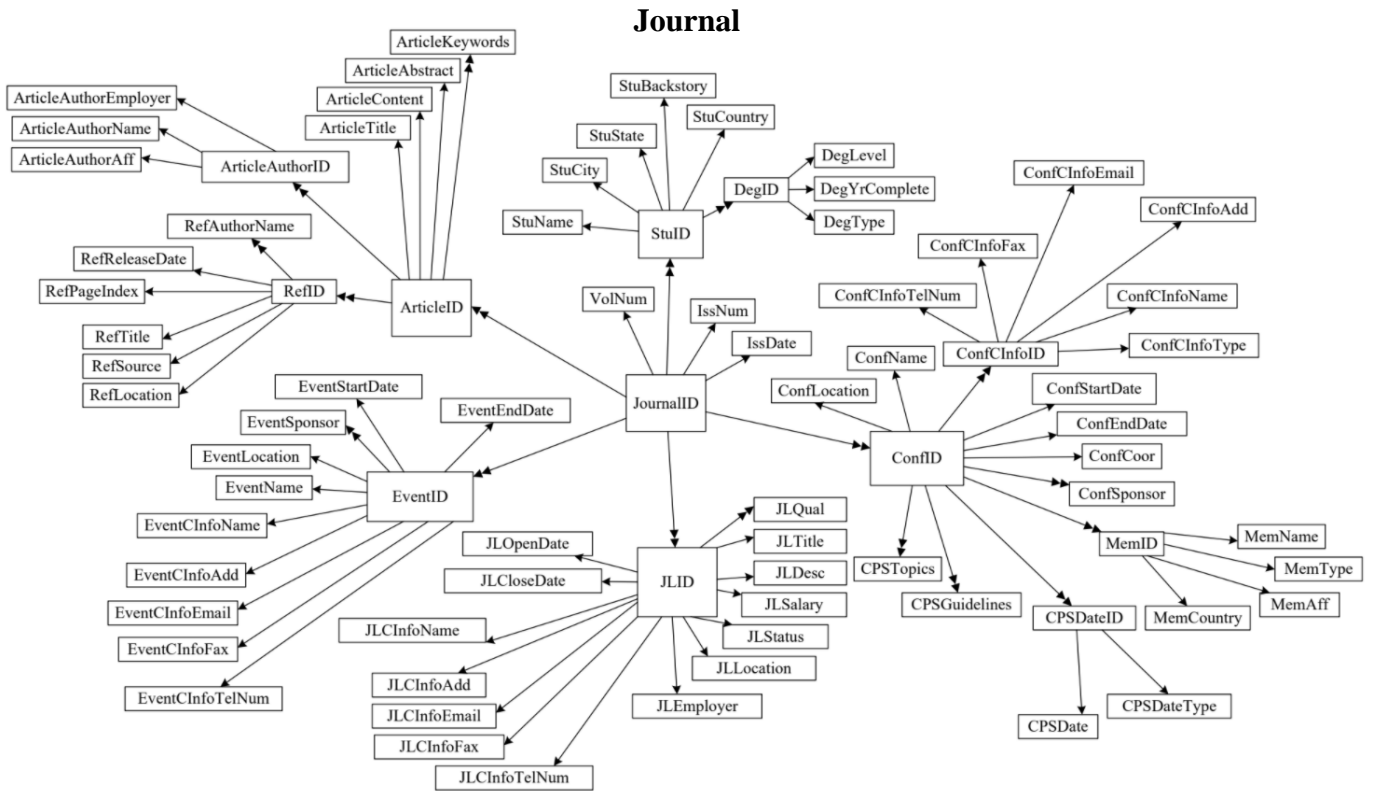 Journal
ArticleKeywords
ArticleAbstract
ArticleContent
ArticleTitle
ArticleAuthorEmployer
ArticleAuthorName
ArticleAuthorAff
ArticleAuthorID
RefAuthorName
RefReleaseDate
RefPageIndex
RefID
RefTitle
RefSource
RefLocation
ArticleID
StuBackstory
StuCountry
StuState
StuCity
StuName
StuID
DegID
DegLevel
DegYrComplete
DegType
VolNum
IssNum
IssDate
JournalID
ConfCInfoEmail
ConfCInfoAdd
ConfCInfoFax
ConfCInfoTelNum
ConfCInfoName
ConfCInfoType
ConfCInfoID
ConfName
ConfLocation
ConfStartDate
ConfEndDate
ConfCoor
ConfSponsor
ConfID
MemID
MemName
MemType
MemAff
MemCountry
CPSTopics
CPSGuidelines
CPSDateID
CPSDateType
CPSDate
EventStartDate
EventEndDate
EventSponsor
EventLocation
EventName
EventID
EventCInfoName
EventCInfoAdd
EventCInfoEmail
EventCInfoFax
EventCInfoTelNum
JLQual
JLOpenDate
JLTitle
JLCloseDate
JLID
JLDesc
JLSalary
JLStatus
JLLocation
JLEmployer
JLCInfoName
JLCInfoAdd
JLCInfoEmail
JLCInfoFax
JLCInfoTelNum